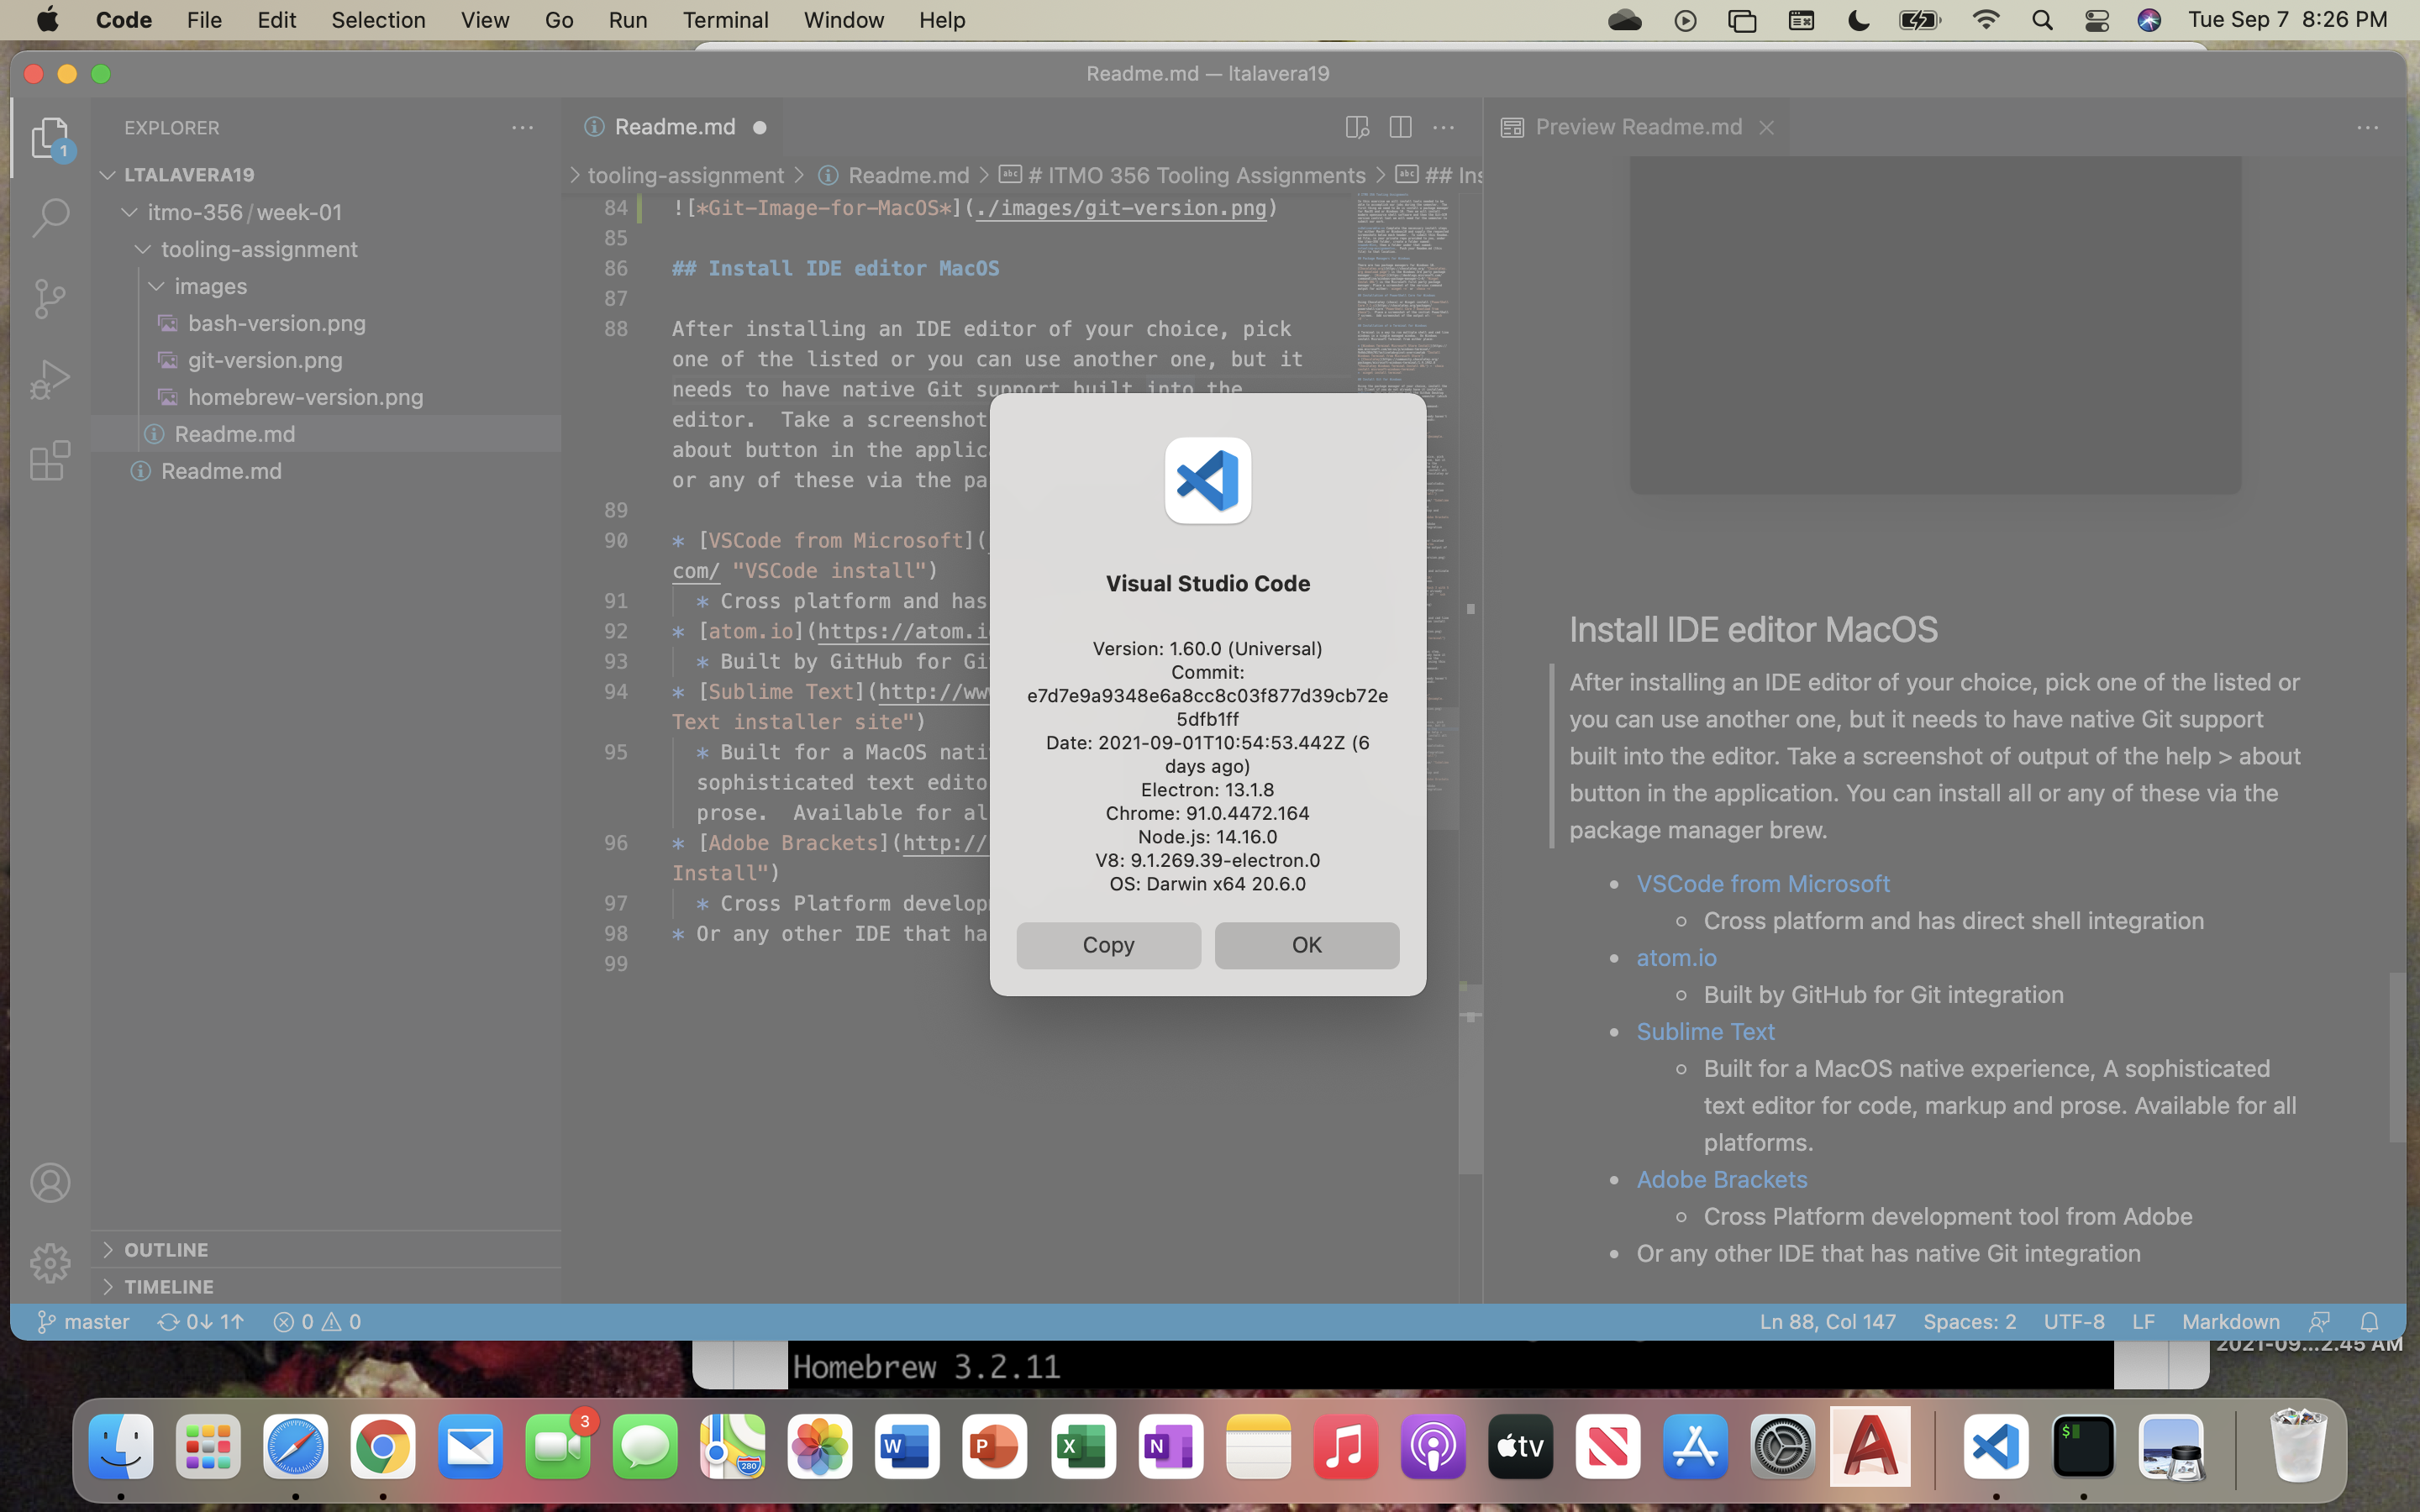 Code File Edit Selection View Go Run Terminal Window Help Tue Sep 7 8:26 PM
Readme.md — ltalavera19
EXPLORER
1
LTALAVERA19
itmo-356/week-01
tooling-assignment
images
bash-version.png
git-version.png
homebrew-version.png
Readme.md
Readme.md
OUTLINE
TIMELINE
Readme.md
tooling-assignment > Readme.md > # ITMO 356 Tooling Assignments > ## Ins
84 ![*Git-Image-for-MacOS*](./images/git-version.png)
85
86 ## Install IDE editor MacOS
87
88 After installing an IDE editor of your choice, pick
one of the listed or you can use another one, but it
needs to have native Git support built into the
editor. Take a screenshot
about button in the applic
or any of these via the pa
89
90 * [VSCode from Microsoft](
com/ "VSCode install")
91 * Cross platform and has
92 * [atom.io](https://atom.i
93 * Built by GitHub for Gi
94 * [Sublime Text](http://ww
Text installer site")
95 * Built for a MacOS nati
sophisticated text edito
prose. Available for al
96 * [Adobe Brackets](http://
Install")
97 * Cross Platform develop
98 * Or any other IDE that ha
99
Visual Studio Code
Version: 1.60.0 (Universal)
Commit:
e7d7e9a9348e6a8cc8c03f877d39cb72e
5dfb1ff
Date: 2021-09-01T10:54:53.442Z (6
days ago)
Electron: 13.1.8
Chrome: 91.0.4472.164
Node.js: 14.16.0
V8: 9.1.269.39-electron.0
OS: Darwin x64 20.6.0
Copy OK
Preview Readme.md
Install IDE editor MacOS
After installing an IDE editor of your choice, pick one of the listed or
you can use another one, but it needs to have native Git support
built into the editor. Take a screenshot of output of the help > about
button in the application. You can install all or any of these via the
package manager brew.
VSCode from Microsoft
Cross platform and has direct shell integration
atom.io
Built by GitHub for Git integration
Sublime Text
Built for a MacOS native experience, A sophisticated
text editor for code, markup and prose. Available for all
platforms.
Adobe Brackets
Cross Platform development tool from Adobe
Or any other IDE that has native Git integration
master 0↓ 1↑ 0 0 Ln 88, Col 147 Spaces: 2 UTF-8 LF Markdown
2021-09...2.45 AM
Homebrew 3.2.11
3
280
W
P
X
N
tv
$